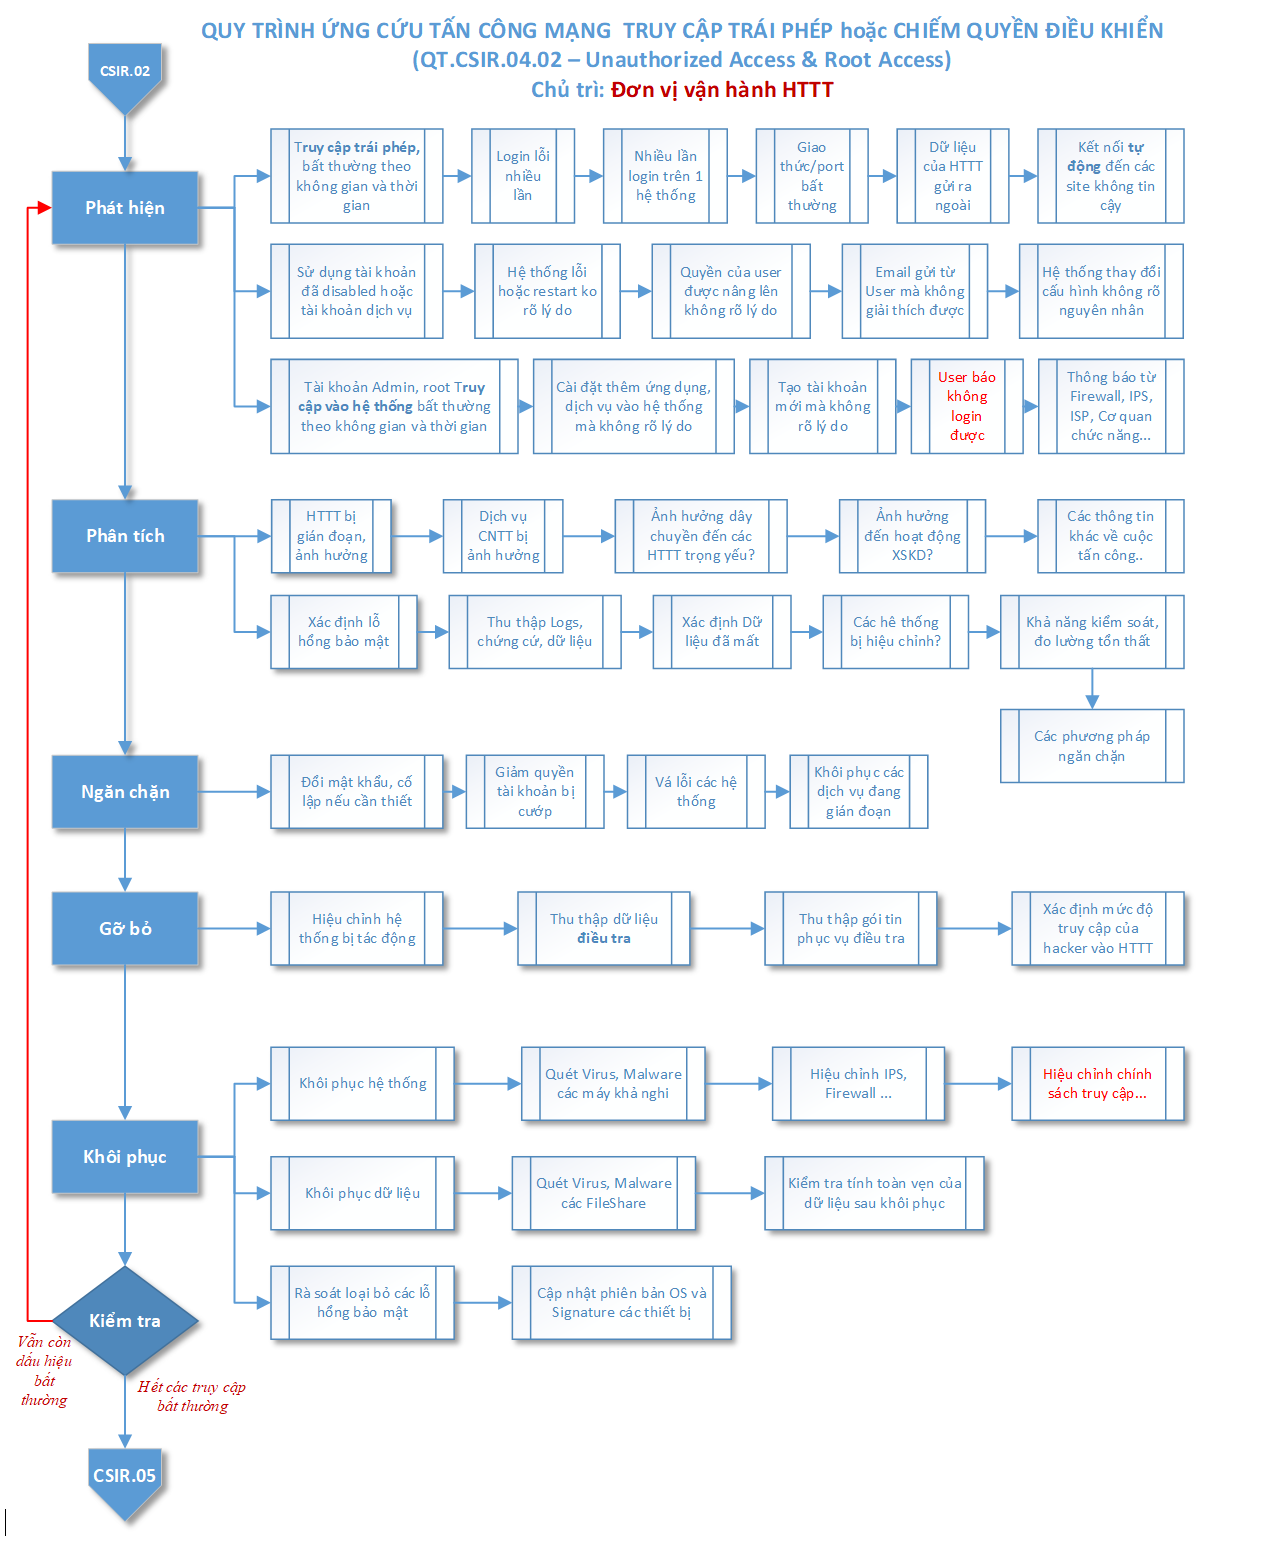 QUY TRÌNH ỨNG CỨU TẤN CÔNG MẠNG  TRUY CẬP TRÁI PHÉP hoặc CHIẾM QUYỀN ĐIỀU KHIỂN
(QT.CSIR.04.02 – Unauthorized Access & Root Access)
Chủ trì: Đơn vị vận hành HTTT
CSIR.02
Phát hiện
Truy cập trái phép,
bất thường theo
không gian và thời
gian
Login lỗi
nhiều
lần
Nhiều lần
login trên 1
hệ thống
Giao
thức/port
bất
thường
Dữ liệu
của HTTT
gửi ra
ngoài
Kết nối tự
động đến các
site không tin
cậy
Sử dụng tài khoản
đã disabled hoặc
tài khoản dịch vụ
Hệ thống lỗi
hoặc restart ko
rõ lý do
Quyền của user
được nâng lên
không rõ lý do
Email gửi từ
User mà không
giải thích được
Hệ thống thay đổi
cấu hình không rõ
nguyên nhân
Tài khoản Admin, root Truy
cập vào hệ thống bất thường
theo không gian và thời gian
Cài đặt thêm ứng dụng,
dịch vụ vào hệ thống
mà không rõ lý do
Tạo tài khoản
mới mà không
rõ lý do
User báo
không
login
được
Thông báo từ
Firewall, IPS,
ISP, Cơ quan
chức năng...
Phân tích
HTTT bị
gián đoạn,
ảnh hưởng
Dịch vụ
CNTT bị
ảnh hưởng
Ảnh hưởng dây
chuyền đến các
HTTT trọng yếu?
Ảnh hưởng
đến hoạt động
XSKD?
Các thông tin
khác về cuộc
tấn công..
Xác định lỗ
hổng bảo mật
Thu thập Logs,
chứng cứ, dữ liệu
Xác định Dữ
liệu đã mất
Các hê thống
bị hiệu chỉnh?
Khả năng kiểm soát,
đo lường tổn thất
Các phương pháp
ngăn chặn
Ngăn chặn
Đổi mật khẩu, cố
lập nếu cần thiết
Giảm quyền
tài khoản bị
cướp
Vá lỗi các hệ
thống
Khôi phục các
dịch vụ đang
gián đoạn
Gỡ bỏ
Hiệu chỉnh hệ
thống bị tác động
Thu thập dữ liệu
điều tra
Thu thập gói tin
phục vụ điều tra
Xác định mức độ
truy cập của
hacker vào HTTT
Khôi phục
Khôi phục hệ thống
Quét Virus, Malware
các máy khả nghi
Hiệu chỉnh IPS,
Firewall ...
Hiệu chỉnh chính
sách truy cập...
Khôi phục dữ liệu
Quét Virus, Malware
các FileShare
Kiểm tra tính toàn vẹn của
dữ liệu sau khôi phục
Rà soát loại bỏ các lỗ
hổng bảo mật
Cập nhật phiên bản OS và
Signature các thiết bị
Kiểm tra
Vẫn còn
dấu hiệu
bất
thường
Hết các truy cập
bất thường
CSIR.05